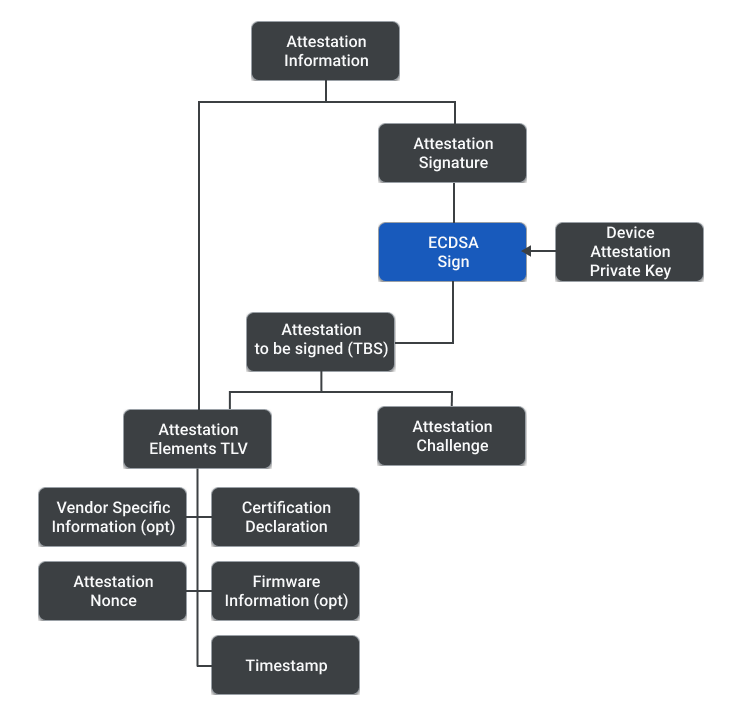 Attestation
Information
Attestation
Signature
ECDSA
Sign
Device
Attestation
Private Key
Attestation
to be signed (TBS)
Attestation
Elements TLV
Attestation
Challenge
Vendor Specific
Information (opt)
Certification
Declaration
Attestation
Nonce
Firmware
Information (opt)
Timestamp